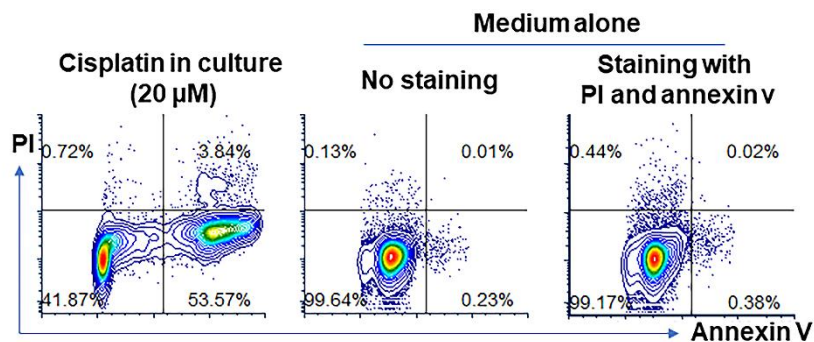 Medium alone
Cisplatin in culture
(20 µM)
No staining
Staining with
PI and annexin v
PI
0.72%
3.84%
0.13%
0.01%
0.44%
0.02%
41.87%
53.57%
99.64%
0.23%
99.17%
0.38%
Annexin V